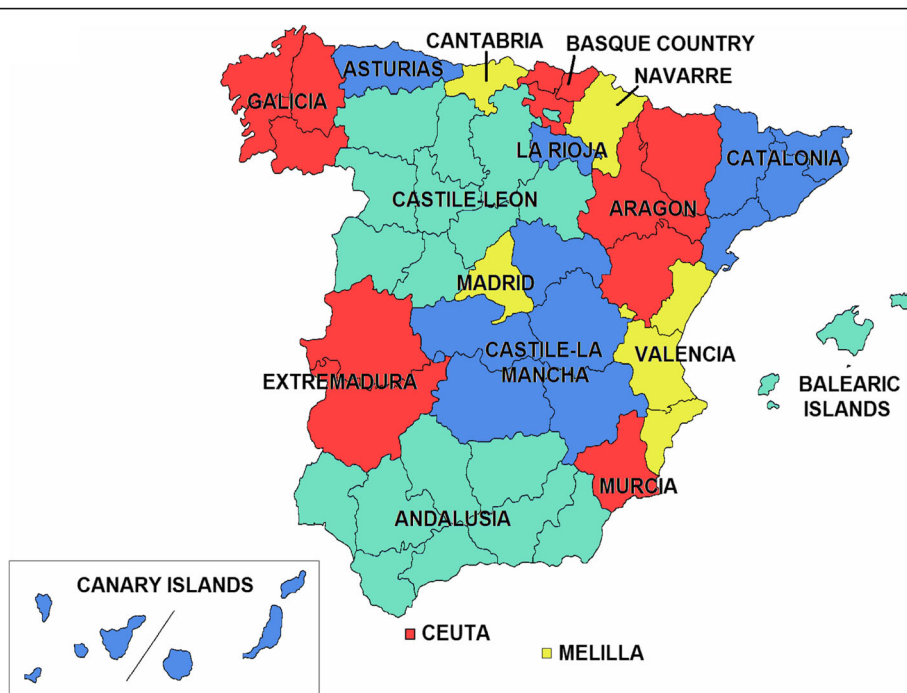 CANTABRIA
BASQUE COUNTRY
ASTURIAS
NAVARRE
GALICIA
LA RIOJA
CATALONIA
CASTILE-LEON
ARAGON
MADRID
CASTILE-LA
MANCHA
VALENCIA
EXTREMADURA
BALEARIC
ISLANDS
MURCIA
ANDALUSIA
CANARY ISLANDS
CEUTA
MELILLA